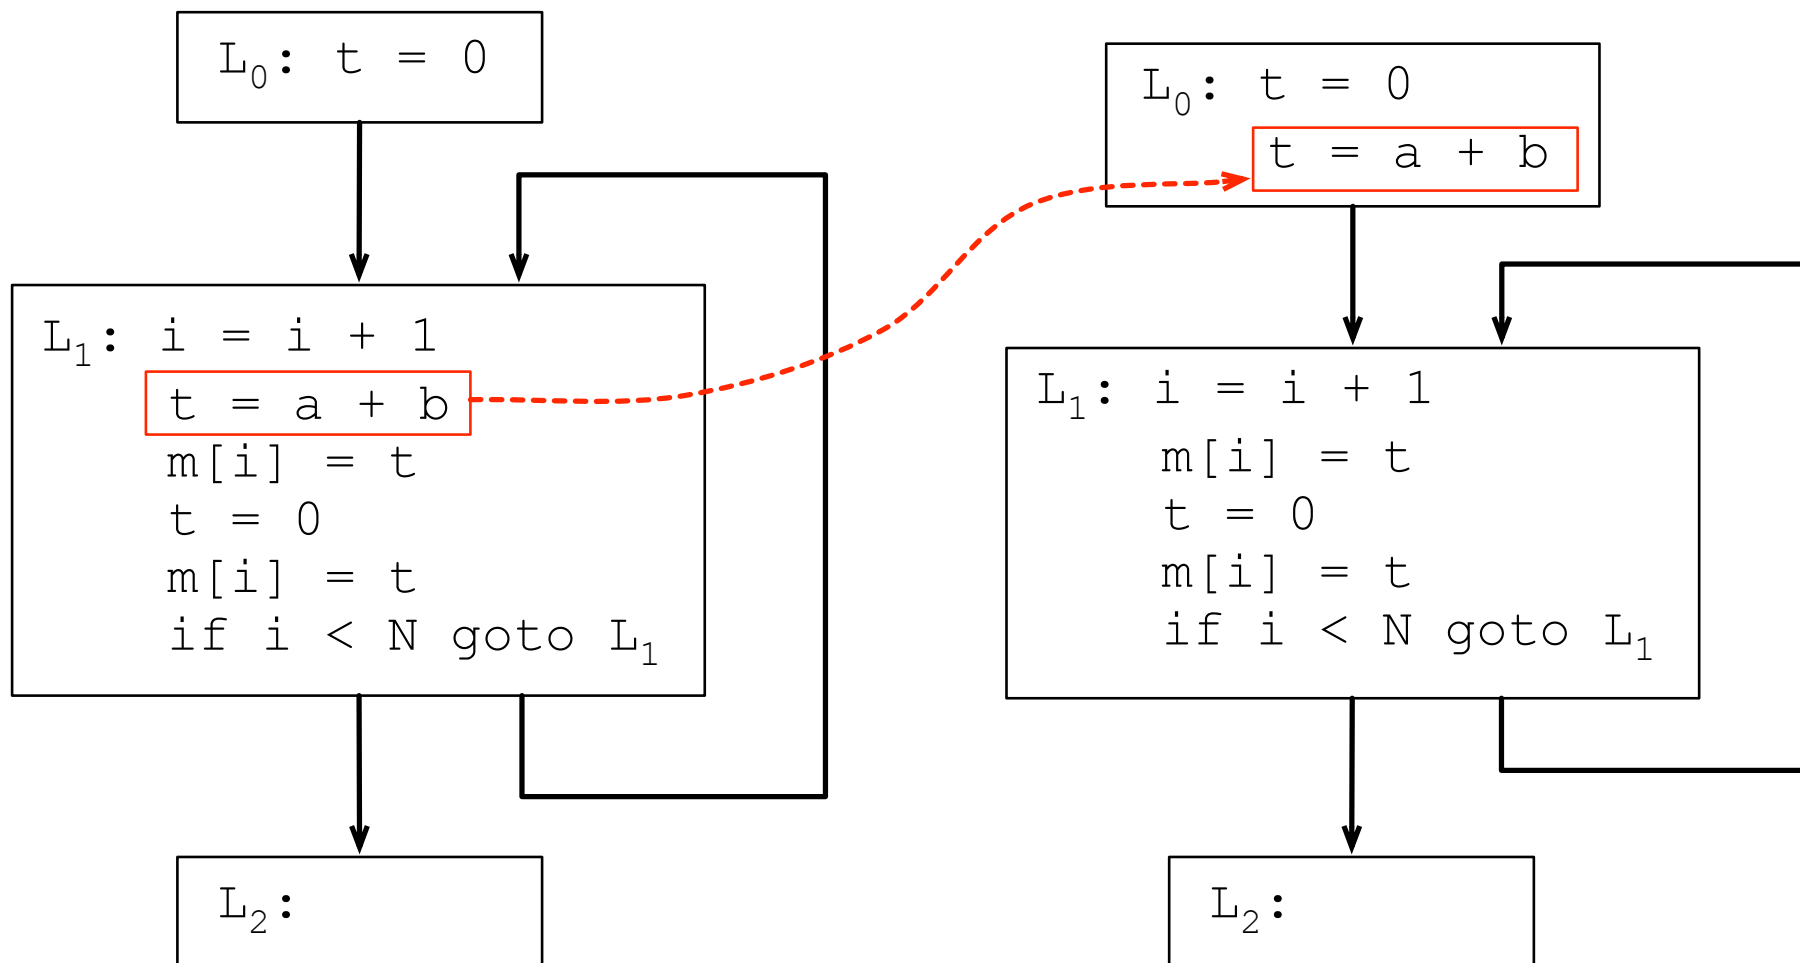 L₀: t = 0
L₁: i = i + 1
t = a + b
m[i] = t
t = 0
m[i] = t
if i < N goto L₁
L₂:
L₀: t = 0
t = a + b
L₁: i = i + 1
m[i] = t
t = 0
m[i] = t
if i < N goto L₁
L₂: